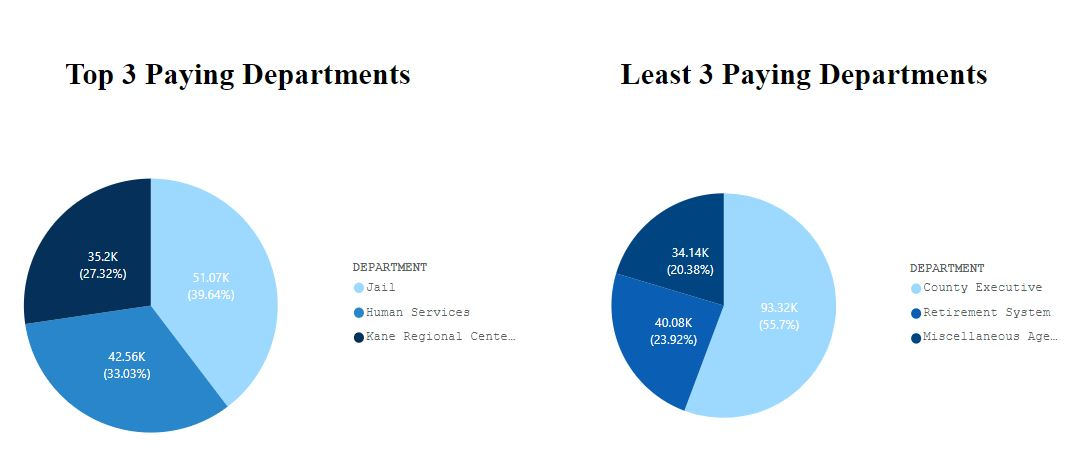 Top 3 Paying Departments
35.2K
(27.32%)
51.07K
(39.64%)
42.56K
(33.03%)
DEPARTMENT
Jail
Human Services
Kane Regional Cente…
Least 3 Paying Departments
34.14K
(20.38%)
93.32K
(55.7%)
40.08K
(23.92%)
DEPARTMENT
County Executive
Retirement System
Miscellaneous Age…